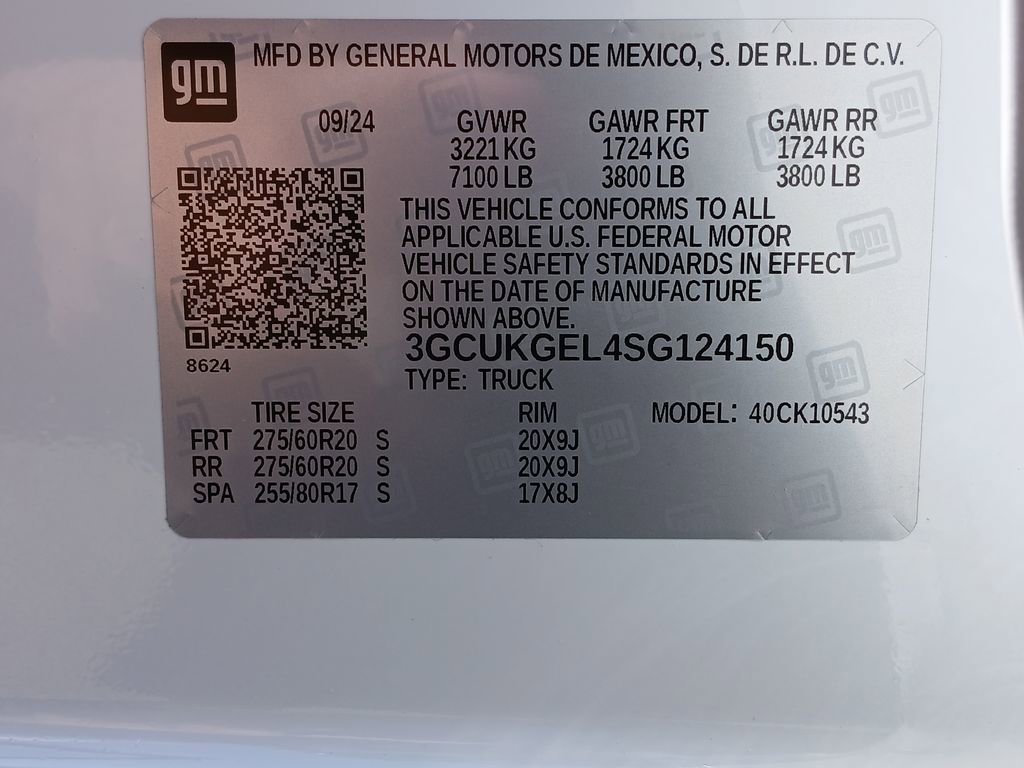 gm MFD BY GENERAL MOTORS DE MEXICO, S. DE R.L. DE C.V.
09/24 GVWR GAWR FRT GAWR RR
3221 KG 1724 KG 1724 KG
7100 LB 3800 LB 3800 LB
THIS VEHICLE CONFORMS TO ALL
APPLICABLE U.S. FEDERAL MOTOR
VEHICLE SAFETY STANDARDS IN EFFECT
ON THE DATE OF MANUFACTURE
SHOWN ABOVE.
3GCUKGEL4SG124150
8624
TYPE: TRUCK
TIRE SIZE RIM MODEL: 40CK10543
FRT 275/60R20 S 20X9J
RR 275/60R20 S 20X9J
SPA 255/80R17 S 17X8J